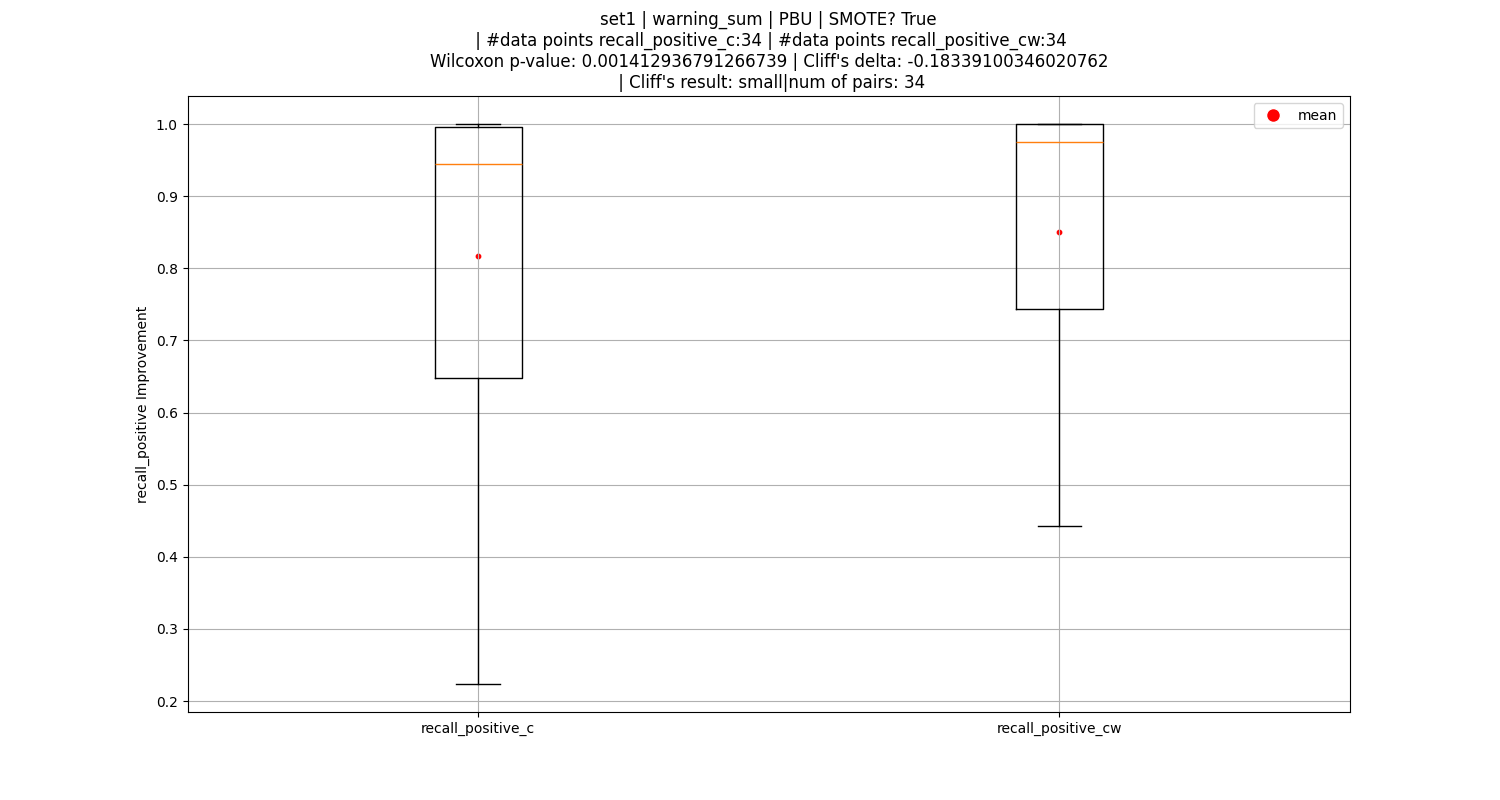 set1 | warning_sum | PBU | SMOTE? True
| #data points recall_positive_c:34 | #data points recall_positive_cw:34
Wilcoxon p-value: 0.001412936791266739 | Cliff's delta: -0.18339100346020762
| Cliff's result: small|num of pairs: 34
mean
1.0
0.9
0.8
0.7
0.6
0.5
0.4
0.3
0.2
recall_positive Improvement
recall_positive_c
recall_positive_cw